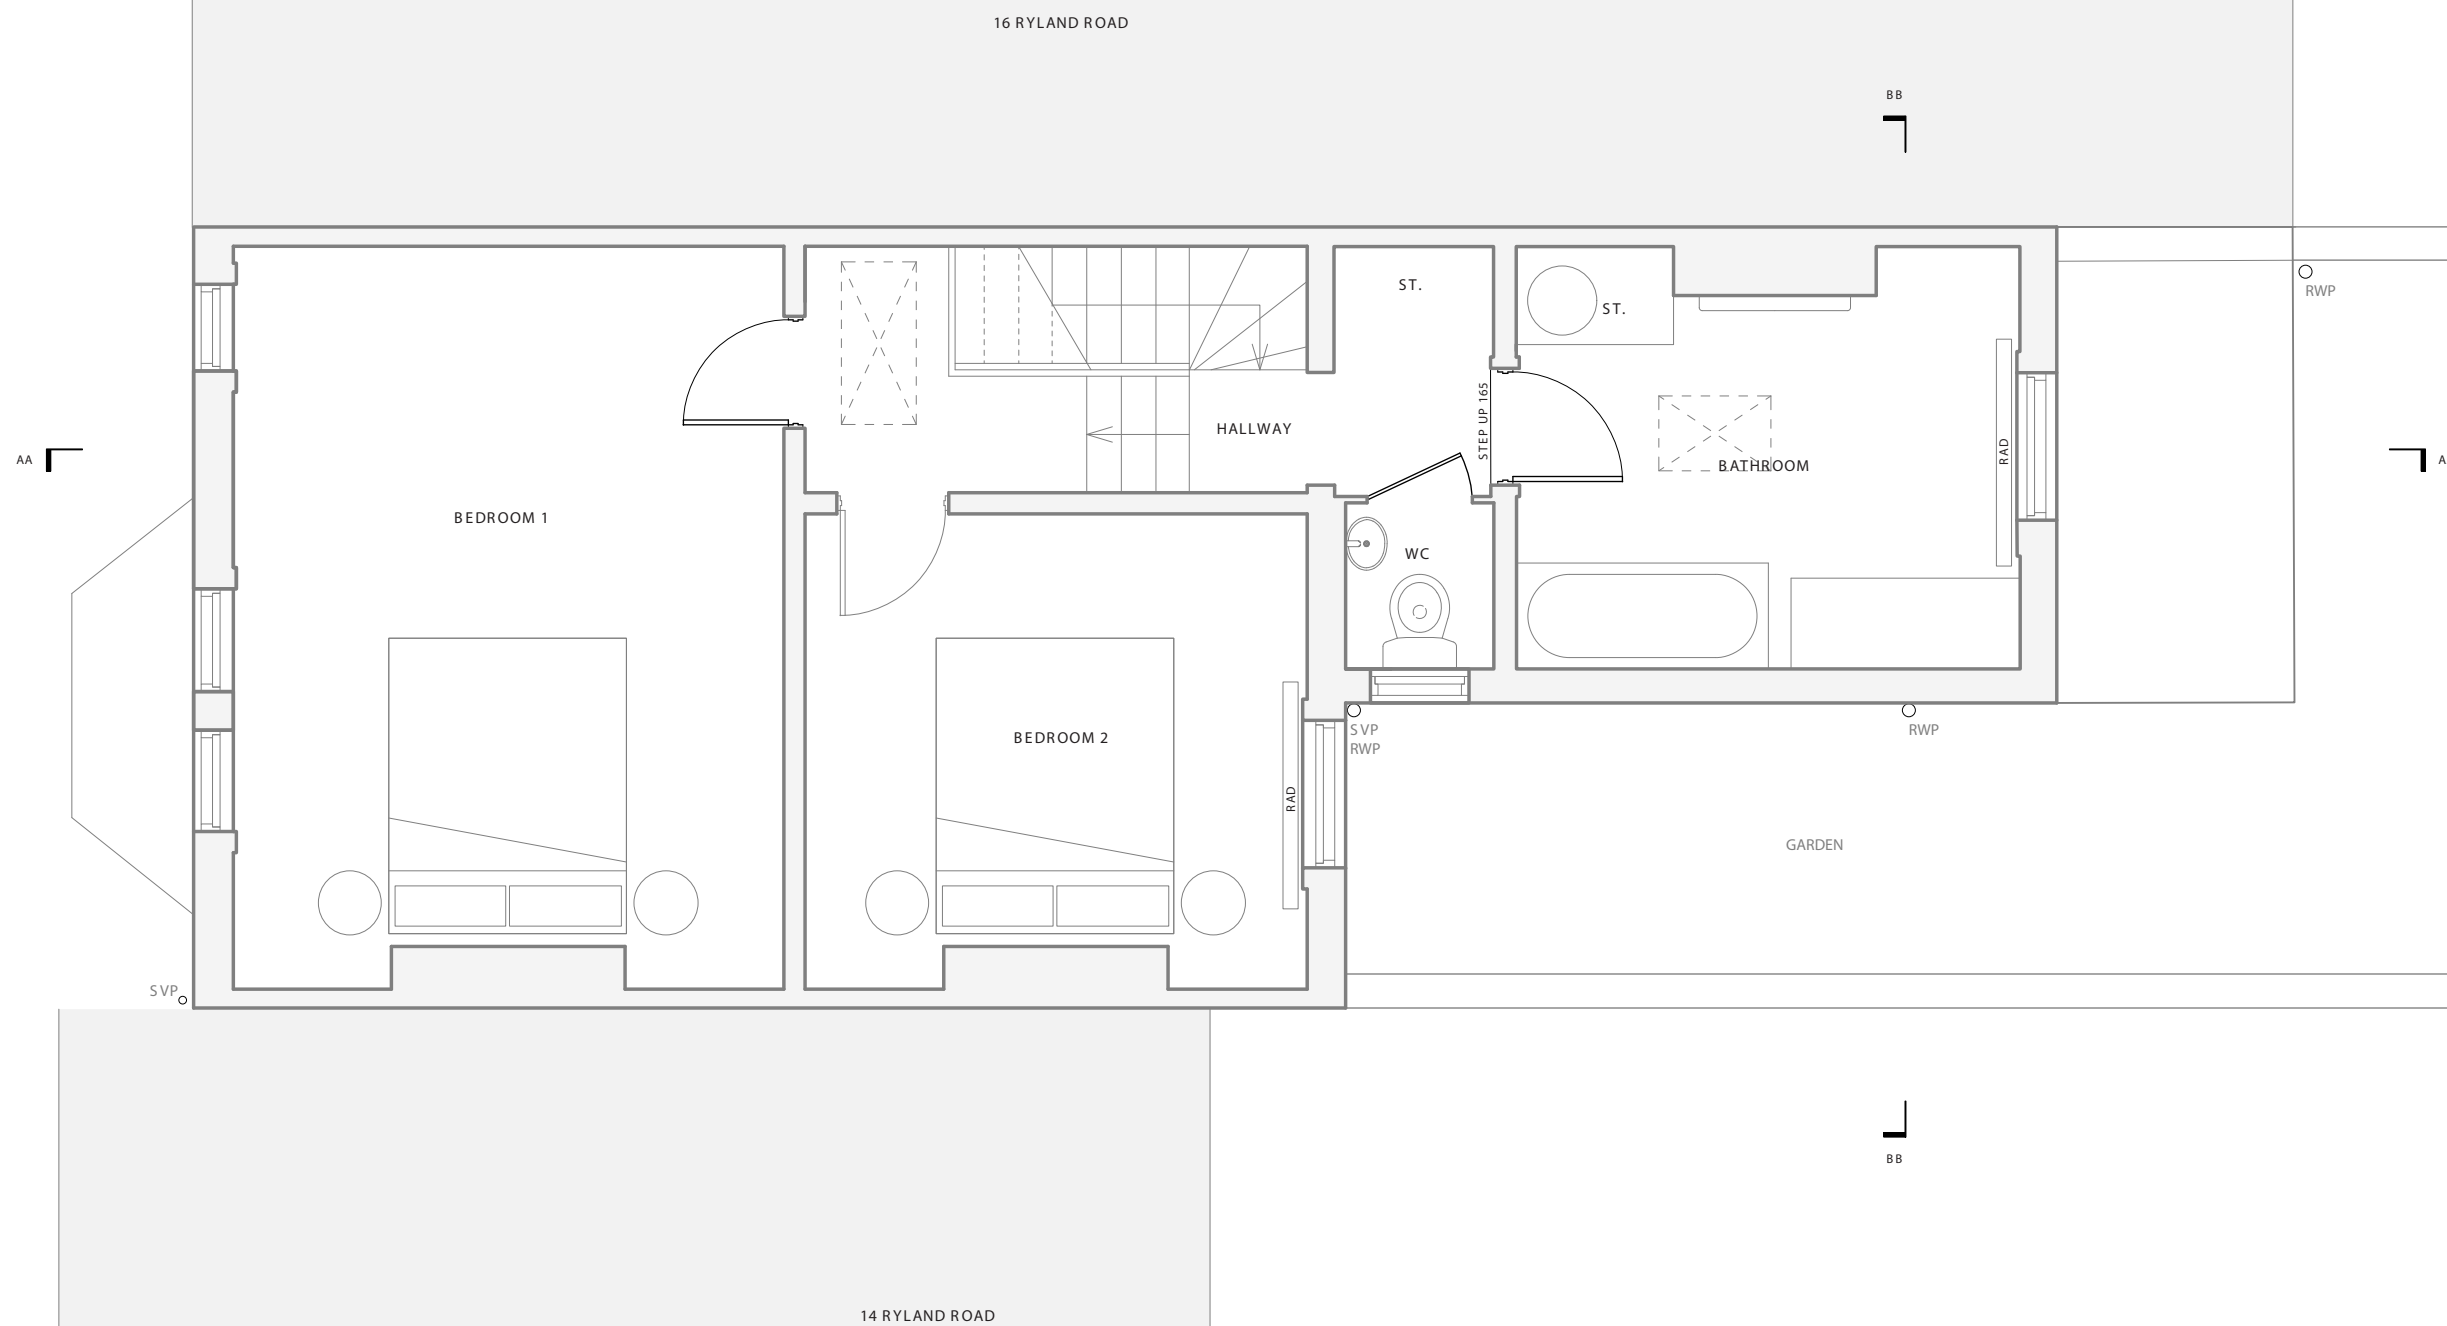 16 RYLAND ROAD
BB
RWP
ST.
ST.
STEP UP 165
HALLWAY
RAD
BATHROOM
AA
A
BEDROOM 1
WC
SVP
RWP
RWP
BEDROOM 2
RAD
GARDEN
SVP
BB
14 RYLAND ROAD